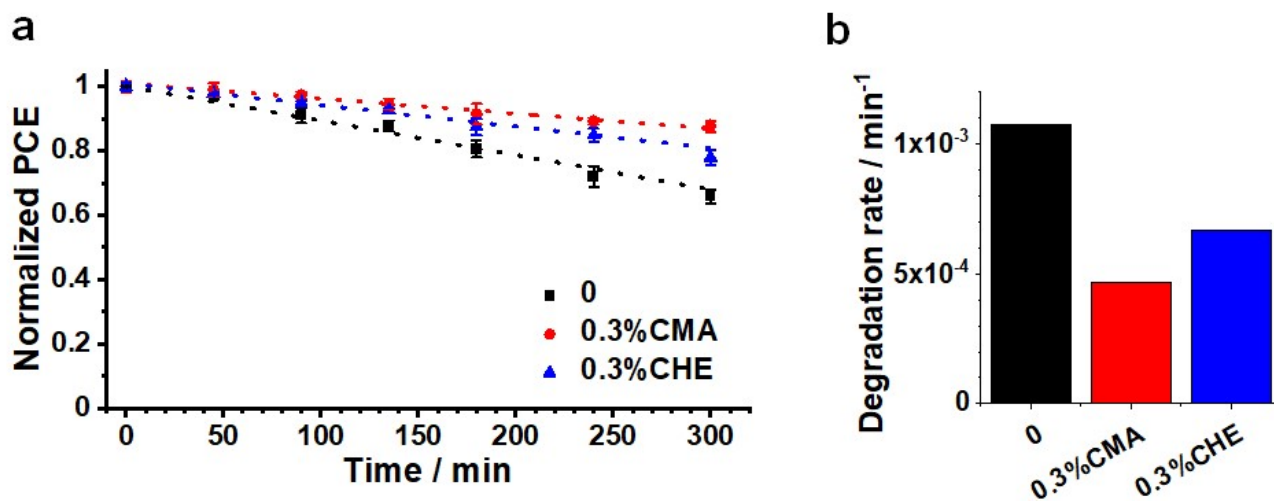 a
Normalized PCE
1
0.8
0.6
0.4
0.2
0
0
0.3%CMA
0.3%CHE
0 50 100 150 200 250 300
Time / min
b
Degradation rate / min⁻¹
1x10⁻³
5x10⁻⁴
0
0
0.3%CMA
0.3%CHE